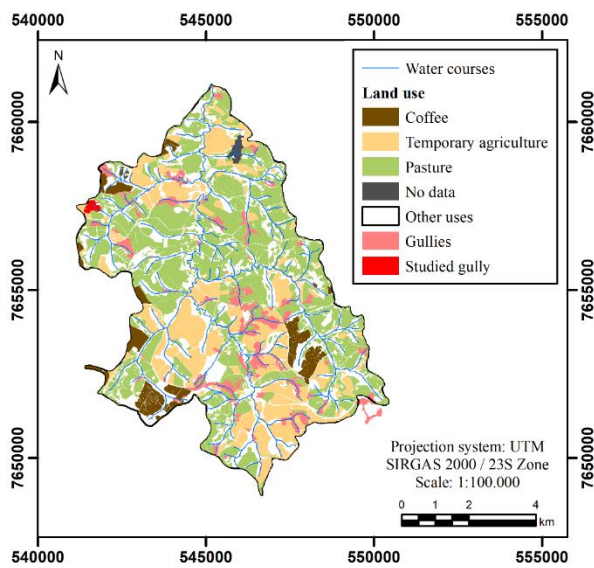 540000 545000 550000 555000
N
Water courses
Land use
Coffee
Temporary agriculture
Pasture
No data
Other uses
Gullies
Studied gully
7660000 7660000
7655000 7655000
7650000 7650000
Projection system: UTM
SIRGAS 2000 / 23S Zone
Scale: 1:100.000
0 2 4
km
540000 545000 550000 555000